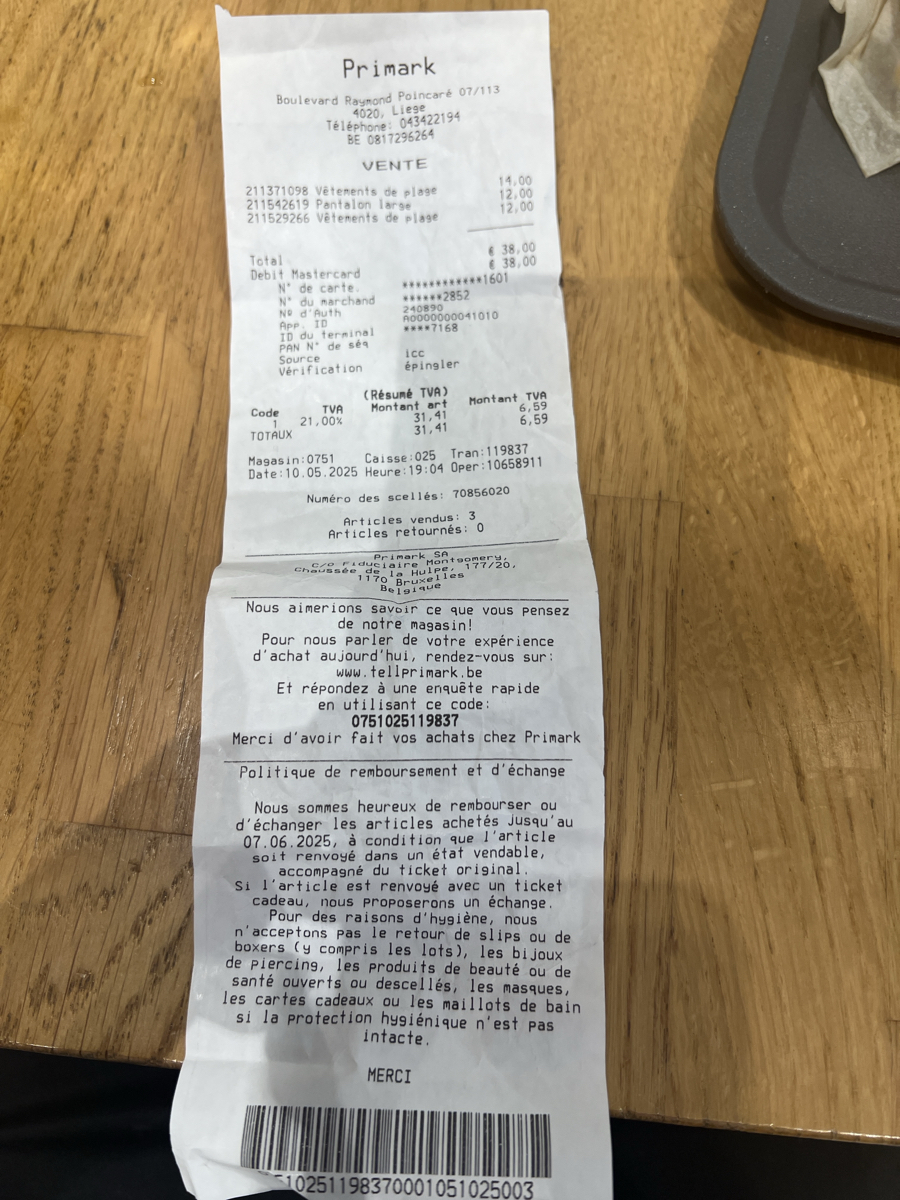 Primark
Boulevard Raymond Poincaré 07/113
4020, Liege
Téléphone: 043422194
BE 0817296264
VENTE
211371098 Vêtements de plage 14,00
211542619 Pantalon large 12,00
211529266 Vêtements de plage 12,00
Total € 38,00
Debit Mastercard € 38,00
N° de carte. ************1601
N° du marchand ******2852
Nº d'Auth 240890
App. ID A0000000041010
ID du terminal ****7168
PAN N° de séq
Source icc
Vérification épingler
(Résumé TVA)
Code TVA Montant art Montant TVA
1 21,00% 31,41 6,59
TOTAUX 31,41 6,59
Magasin:0751 Caisse:025 Tran:119837
Date:10.05.2025 Heure:19:04 Oper:10658911
Numéro des scellés: 70856020
Articles vendus: 3
Articles retournés: 0
Primark SA
c/o Fiduciaire Montgomery,
Chaussée de la Hulpe, 177/20,
1170 Bruxelles
Belgique
Nous aimerions savoir ce que vous pensez
de notre magasin!
Pour nous parler de votre expérience
d'achat aujourd'hui, rendez-vous sur:
www.tellprimark.be
Et répondez à une enquête rapide
en utilisant ce code:
0751025119837
Merci d'avoir fait vos achats chez Primark
Politique de remboursement et d'échange
Nous sommes heureux de rembourser ou
d'échanger les articles achetés jusqu'au
07.06.2025, à condition que l'article
soit renvoyé dans un état vendable,
accompagné du ticket original.
Si l'article est renvoyé avec un ticket
cadeau, nous proposerons un échange.
Pour des raisons d'hygiène, nous
n'acceptons pas le retour de slips ou de
boxers (y compris les lots), les bijoux
de piercing, les produits de beauté ou de
santé ouverts ou descellés, les masques,
les cartes cadeaux ou les maillots de bain
si la protection hygiénique n'est pas
intacte.
MERCI
510251198370001051025003